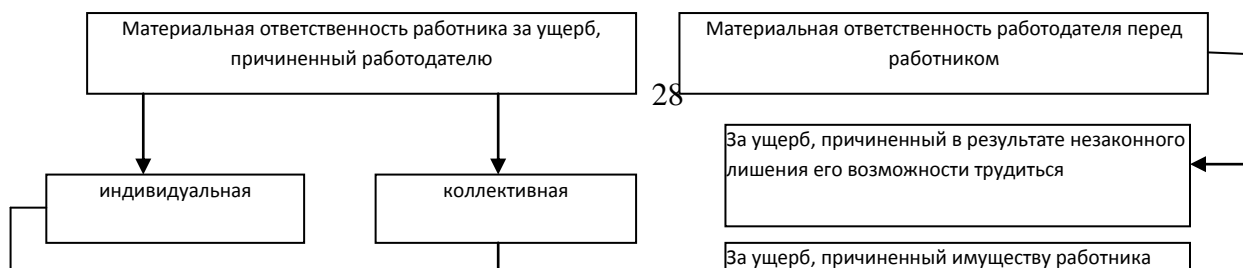 Материальная ответственность работника за ущерб,
причиненный работодателю
Материальная ответственность работодателя перед
работником
28
За ущерб, причиненный в результате незаконного
лишения его возможности трудиться
индивидуальная
коллективная
За ущерб, причиненный имуществу работника